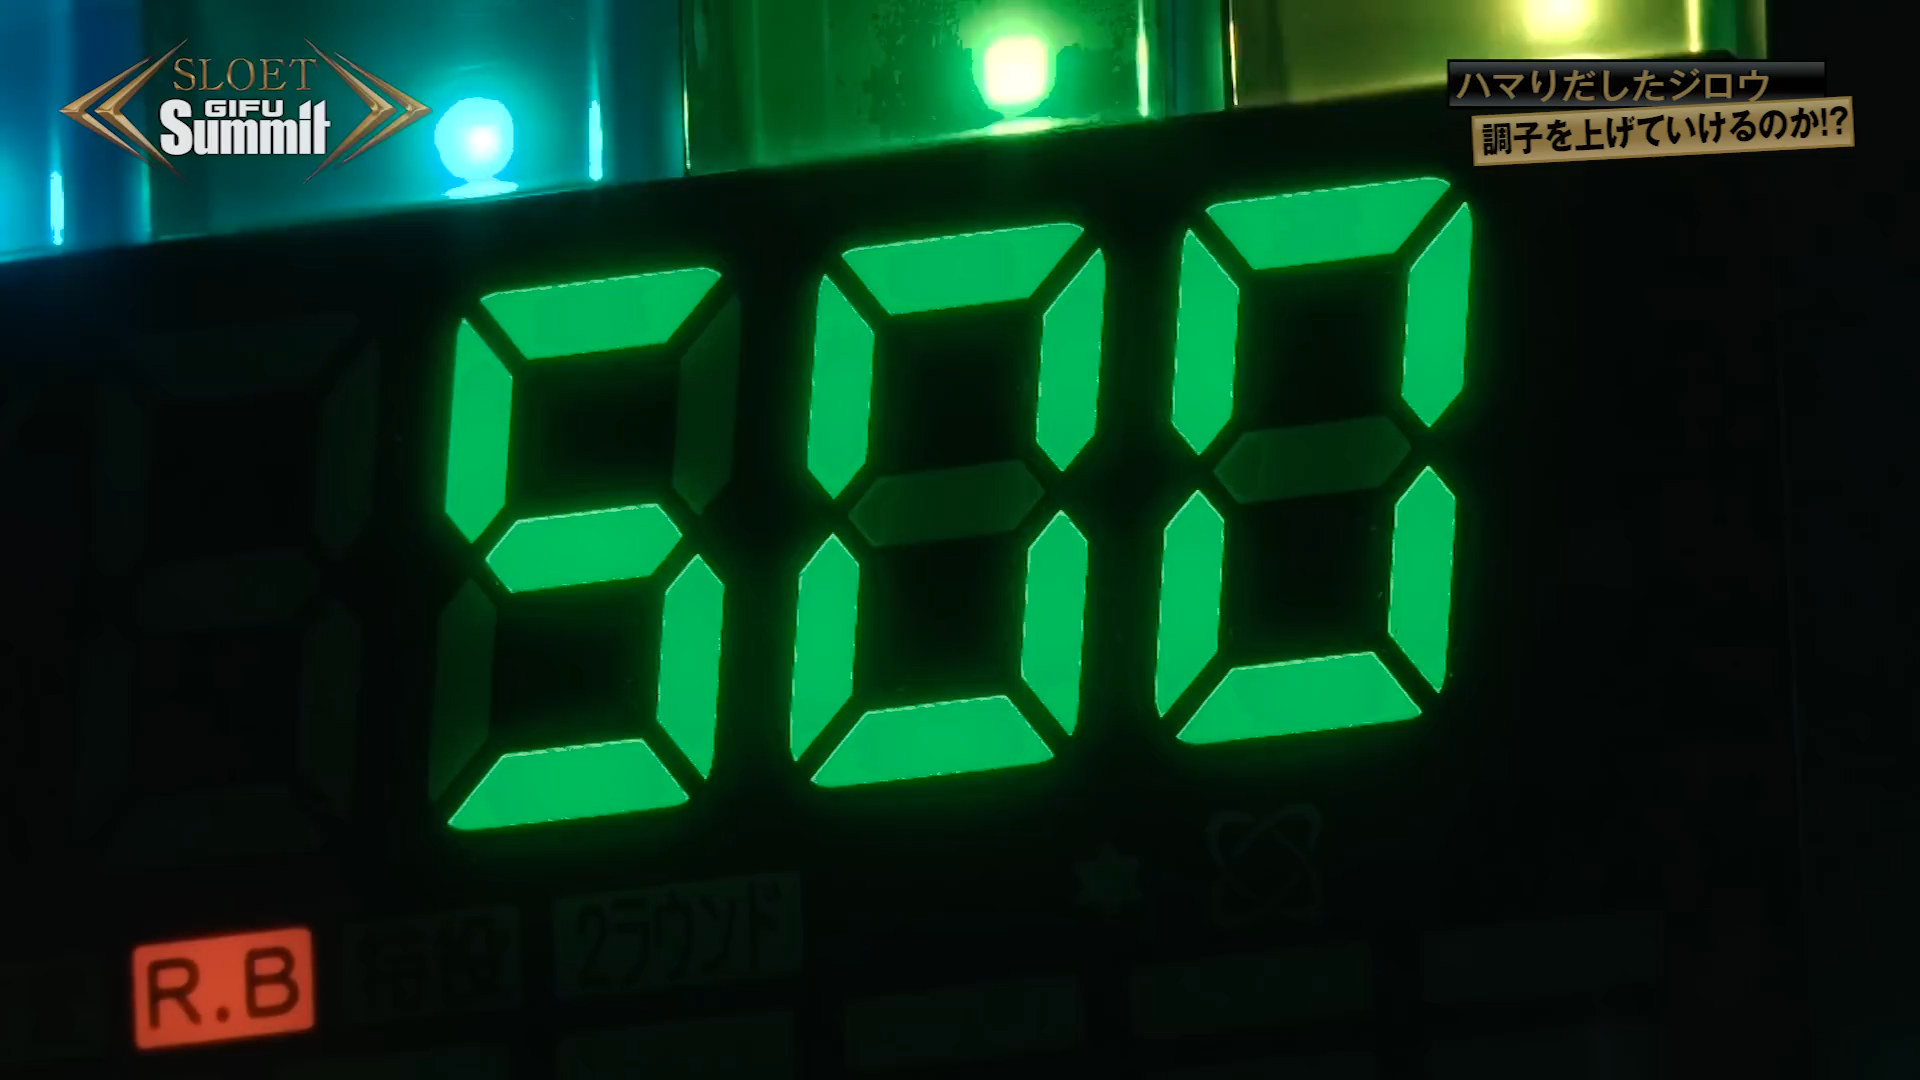 SLOET
GIFU
Summit
ハマりだしたジロウ
調子を上げていけるのか!?
500
R.B
2ラウンド